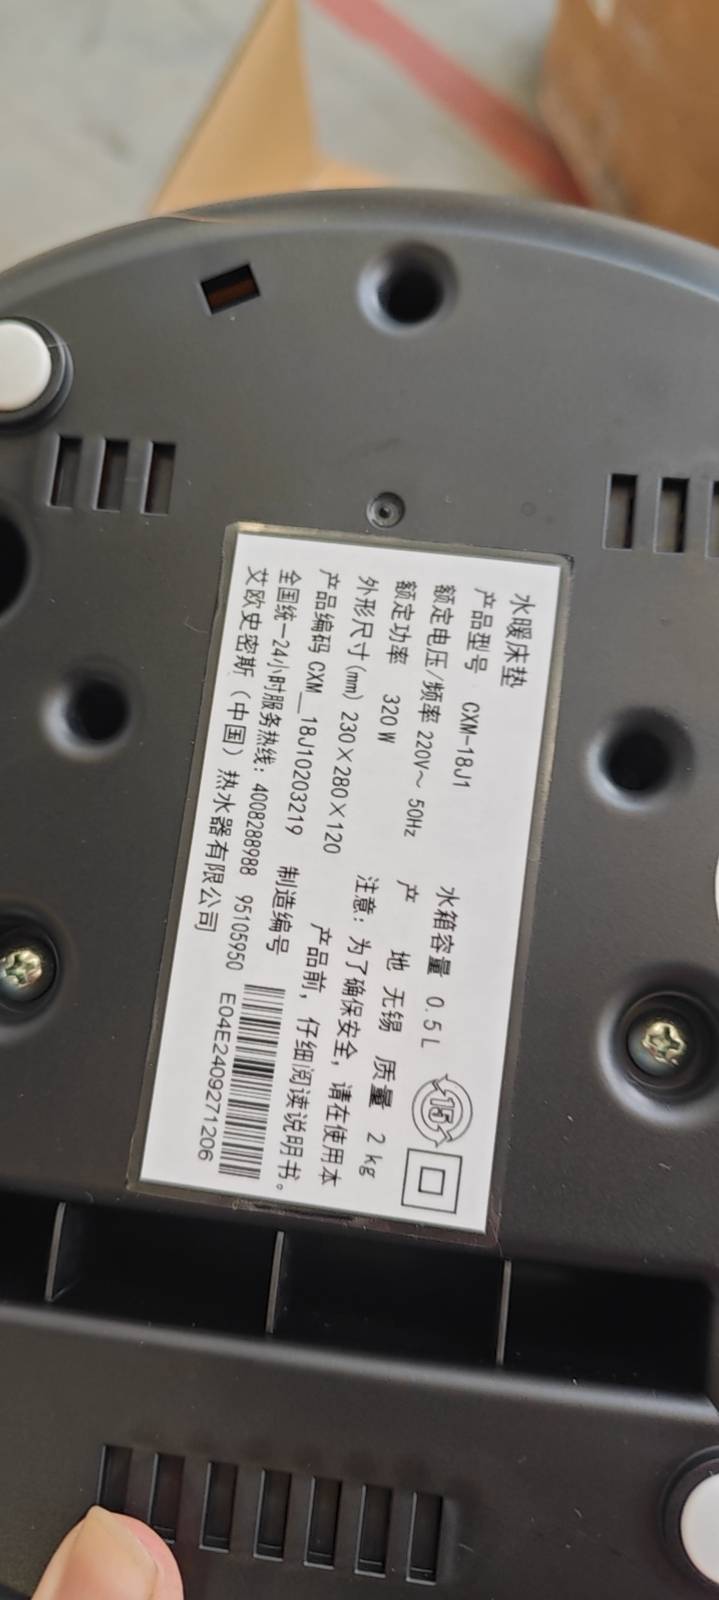 水暖床垫
产品型号 CXM-18J1 水箱容量 0.5L
额定电压/频率 220V～ 50Hz 产 地 无锡 质量 2kg
额定功率 320W 注意：为了确保安全，请在使用本
外形尺寸(mm) 230×280×120 产品前，仔细阅读说明书。
产品编码 CXM__18J10203219 制造编号
全国统一24小时服务热线：4008288988 95105950
艾欧史密斯（中国）热水器有限公司
E04E2409271206
15